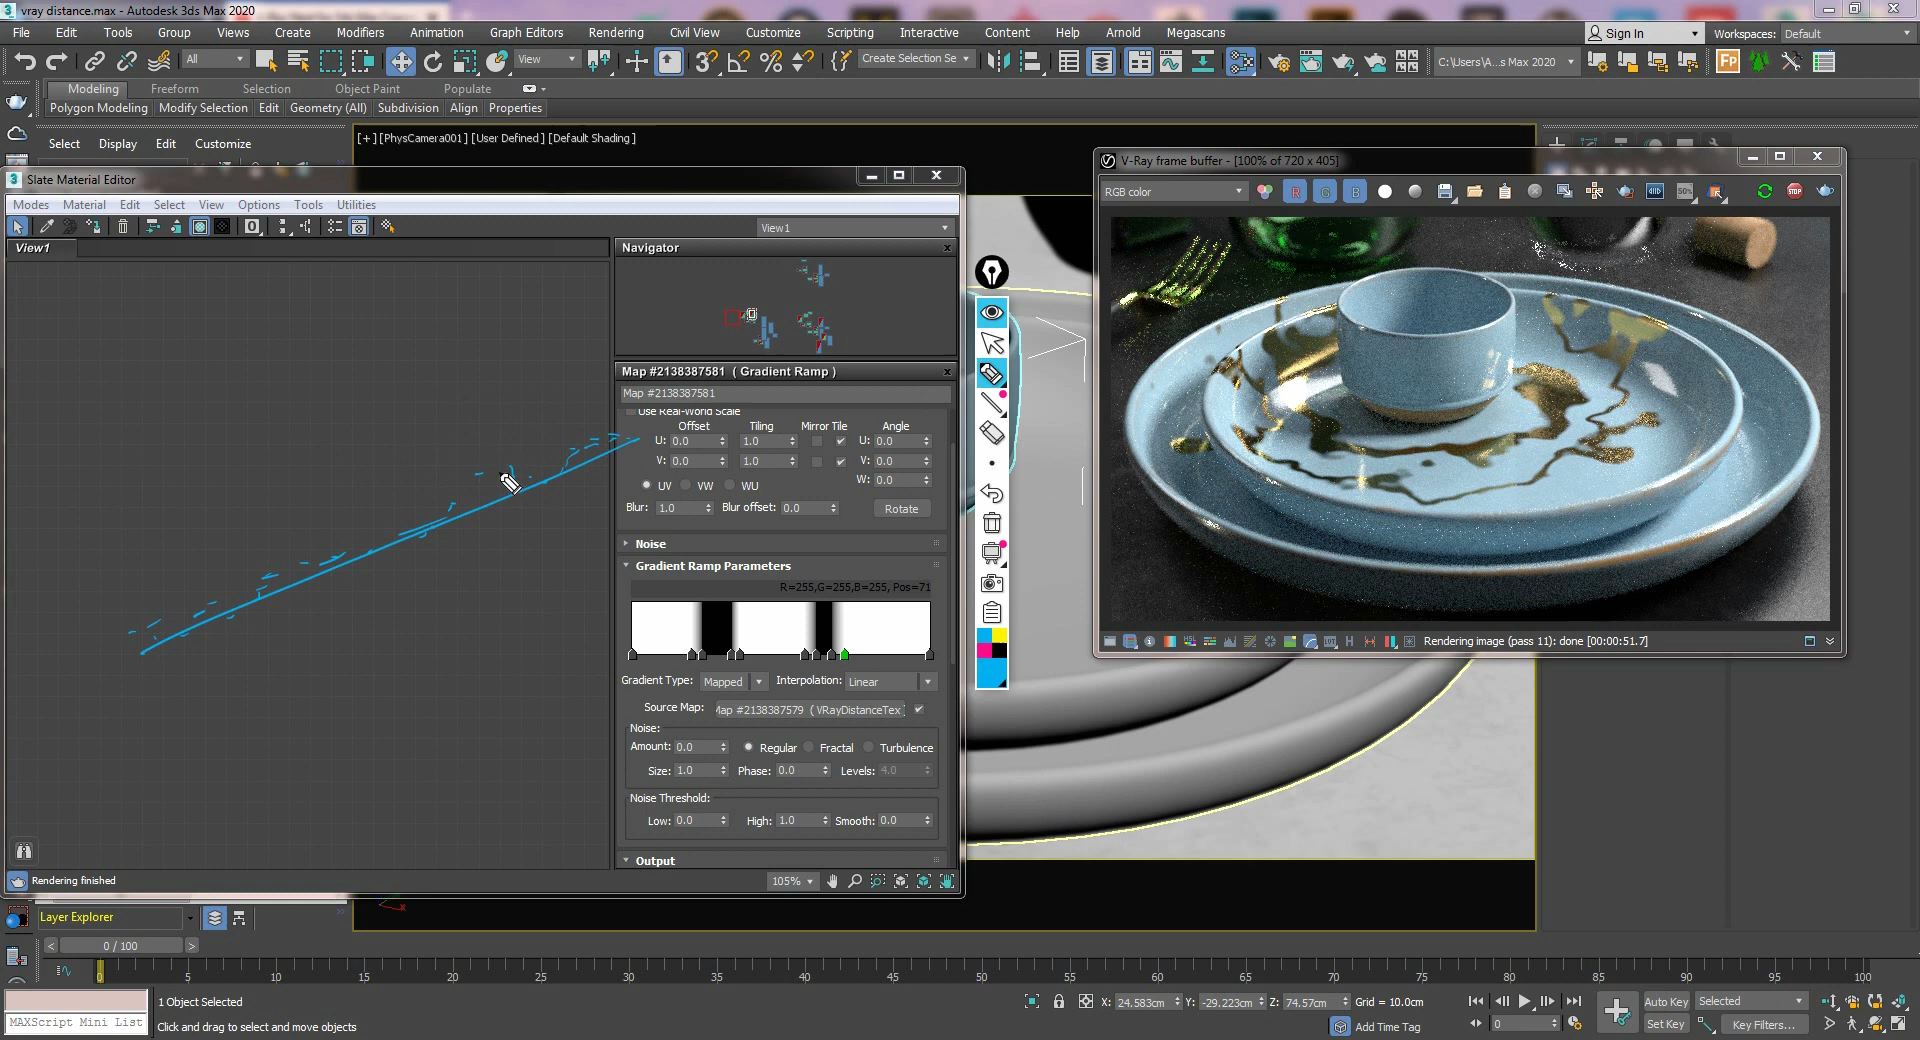 vray distance.max - Autodesk 3ds Max 2020
File Edit Tools Group Views Create Modifiers Animation Graph Editors Rendering Civil View Customize Scripting Interactive Content Help Arnold Megascans
Sign In Workspaces: Default
All View Create Selection Se C:\Users\A...s Max 2020
Modeling Freeform Selection Object Paint Populate
Polygon Modeling Modify Selection Edit Geometry (All) Subdivision Align Properties
Select Display Edit Customize
[+] [PhysCamera001] [User Defined] [Default Shading]
Slate Material Editor
Modes Material Edit Select View Options Tools Utilities
View1
View1
Navigator
Map #2138387581 ( Gradient Ramp )
Map #2138387581
Use Real-World Scale
Offset Tiling Mirror Tile Angle
U: 0.0 1.0 U: 0.0
V: 0.0 1.0 V: 0.0
W: 0.0
UV VW WU
Blur: 1.0 Blur offset: 0.0 Rotate
Noise
Gradient Ramp Parameters
R=255,G=255,B=255, Pos=71
Gradient Type: Mapped Interpolation: Linear
Source Map: Map #2138387579 ( VRayDistanceTex )
Noise:
Amount: 0.0 Regular Fractal Turbulence
Size: 1.0 Phase: 0.0 Levels: 4.0
Noise Threshold:
Low: 0.0 High: 1.0 Smooth: 0.0
Output
Rendering finished
105%
V-Ray frame buffer - [100% of 720 x 405]
RGB color R G B 50% STOP
HSL LUT H
Rendering image (pass 11): done [00:00:51.7]
Layer Explorer
< 0 / 100 >
0 5 10 15 20 25 30 35 40 45 50 55 60 65 70 75 80 85 90 95 100
1 Object Selected
MAXScript Mini List
Click and drag to select and move objects
X: 24.583cm Y: -29.223cm Z: 74.57cm Grid = 10.0cm
Add Time Tag
0
Auto Key Selected
Set Key Key Filters...